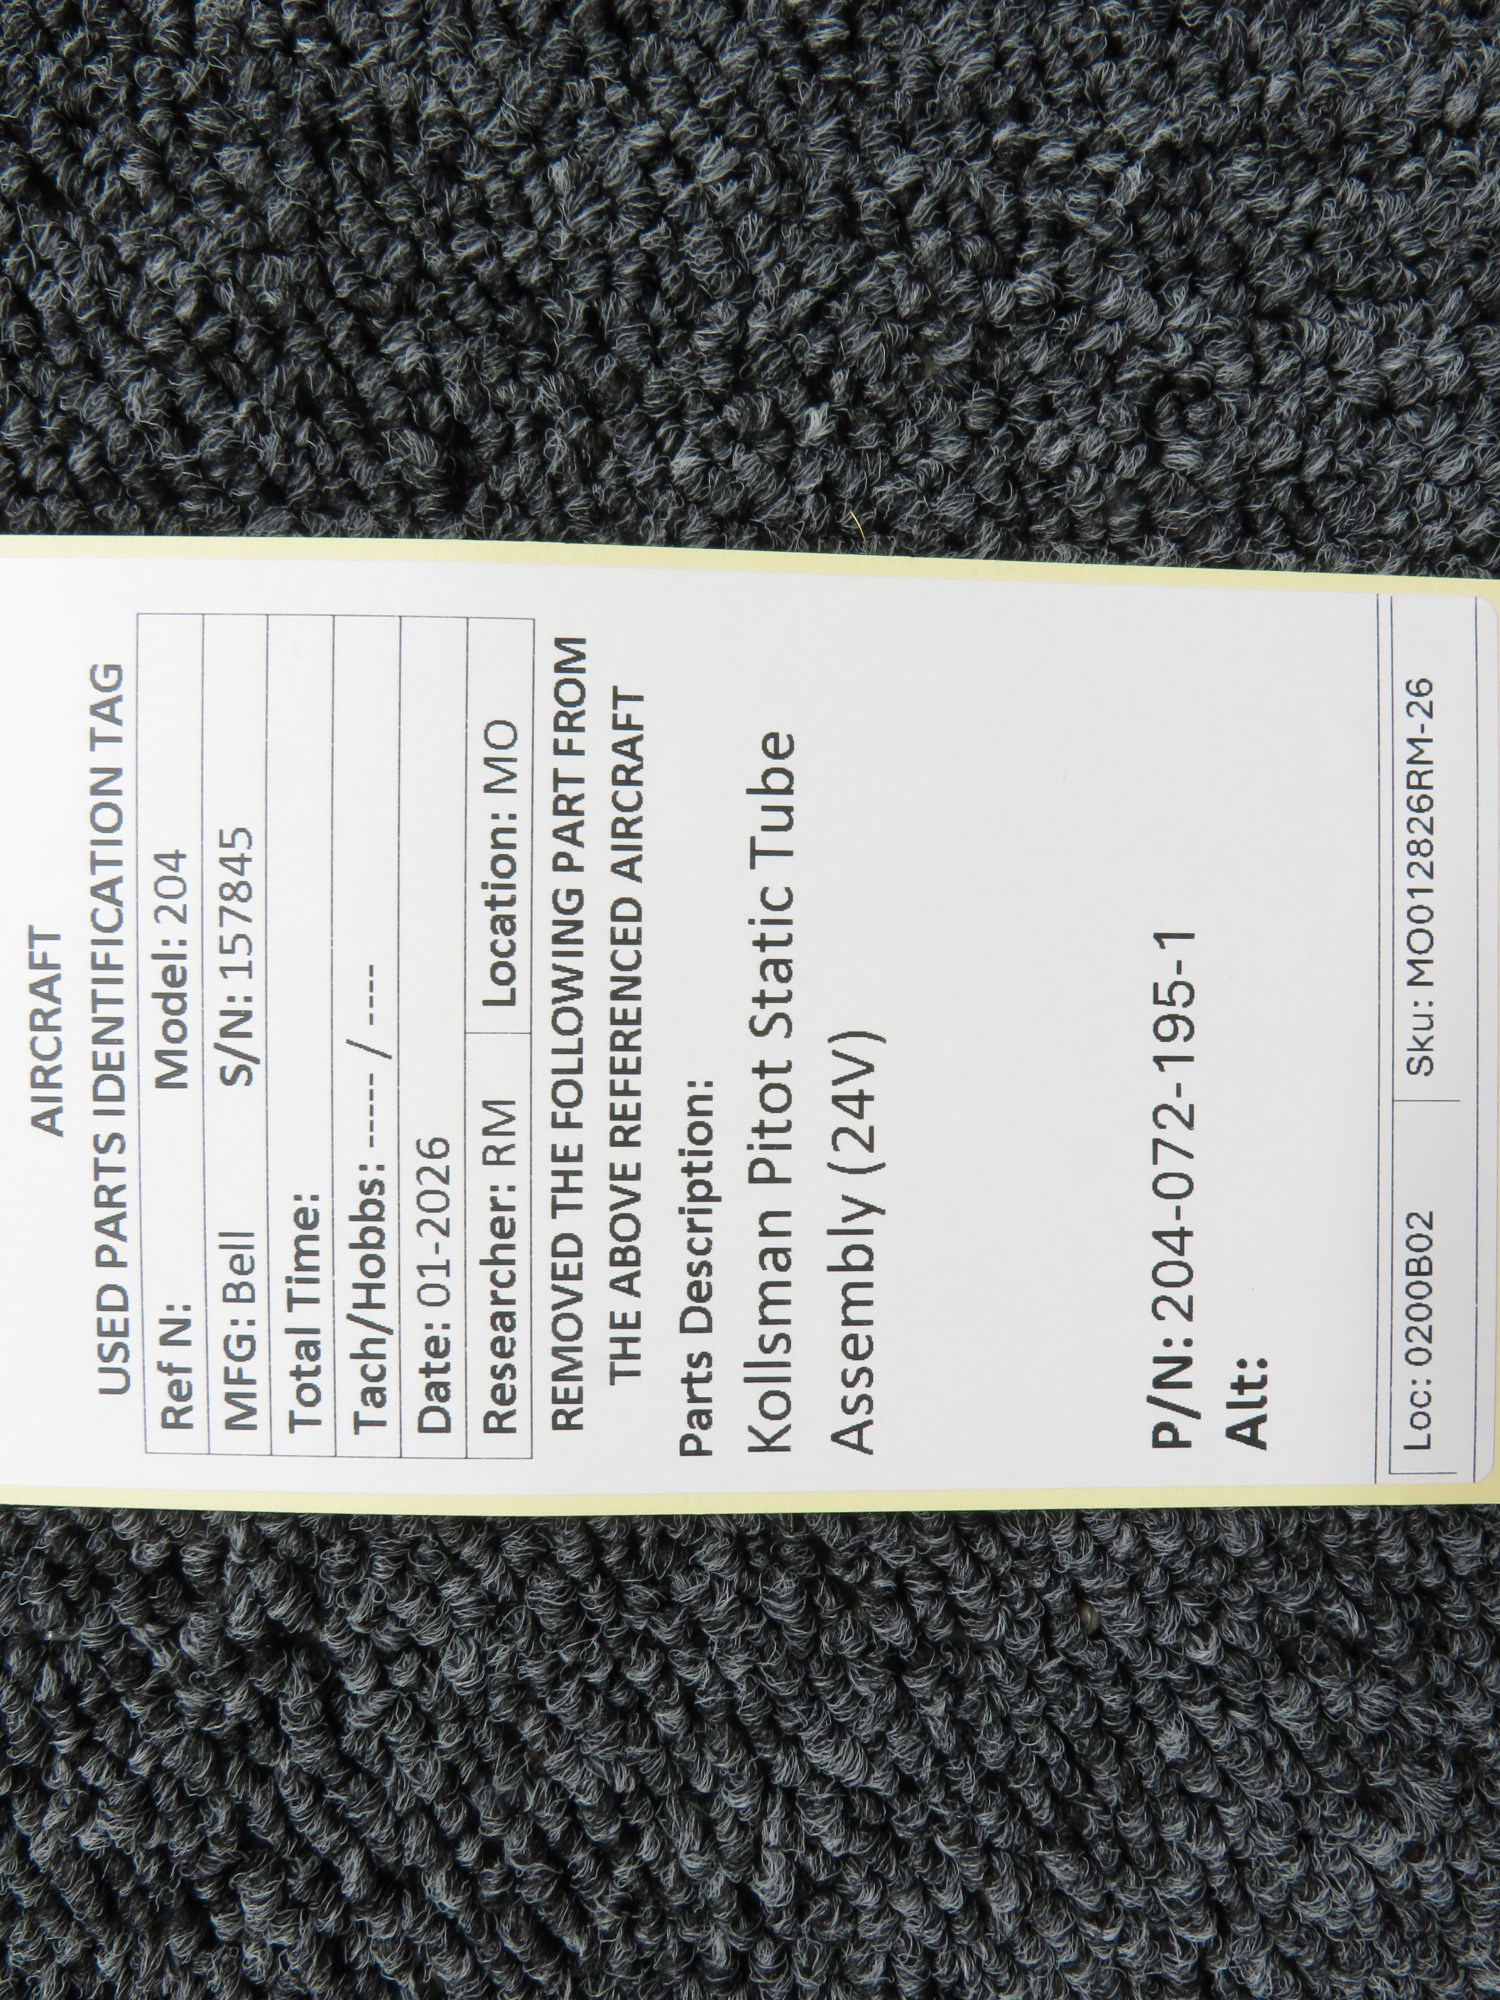 AIRCRAFT
USED PARTS IDENTIFICATION TAG
Ref N: Model: 204
MFG: Bell S/N: 157845
Total Time:
Tach/Hobbs: ----- / ----
Date: 01-2026
Researcher: RM Location: MO
REMOVED THE FOLLOWING PART FROM
THE ABOVE REFERENCED AIRCRAFT
Parts Description:
Kollsman Pitot Static Tube
Assembly (24V)
P/N: 204-072-195-1
Alt:
Loc: 0200B02 Sku: MO012826RM-26